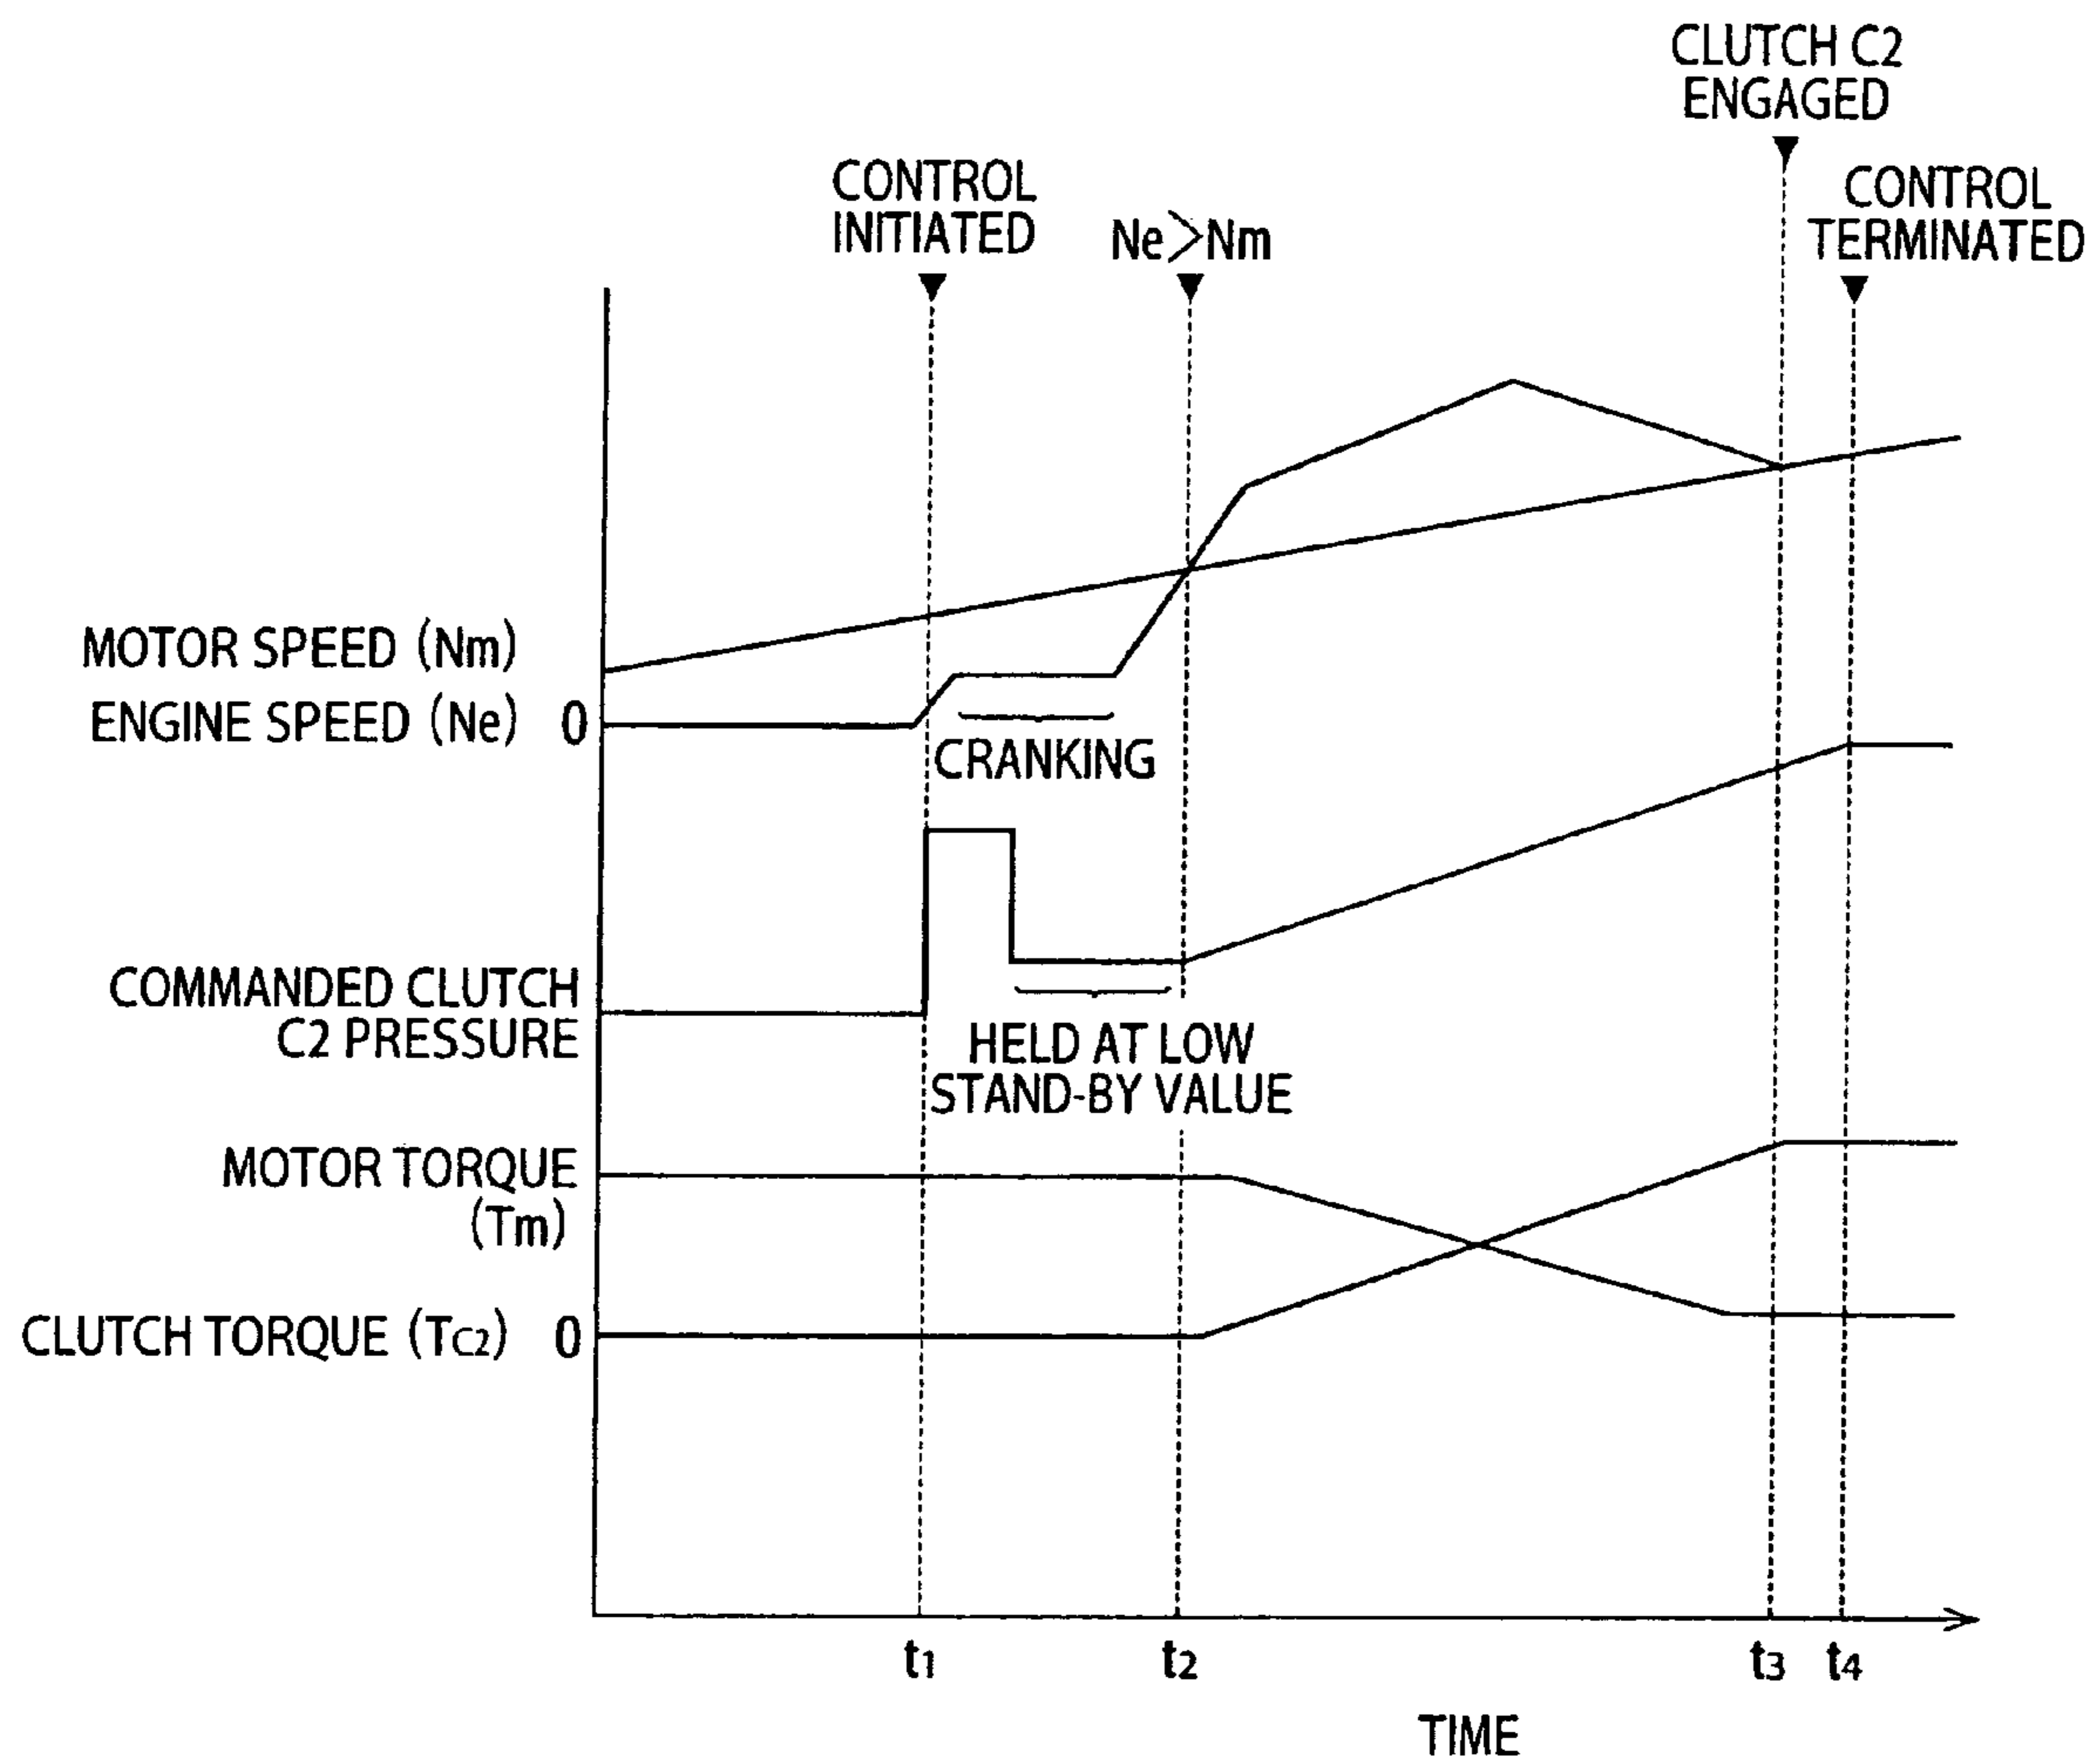 CLUTCH C2
ENGAGED
CONTROL
INITIATED
Ne>Nm
CONTROL
TERMINATED
MOTOR SPEED (Nm)
ENGINE SPEED (Ne) 0
CRANKING
COMMANDED CLUTCH
C2 PRESSURE
HELD AT LOW
STAND-BY VALUE
MOTOR TORQUE
(Tm)
CLUTCH TORQUE (TC2) 0
t1 t2 t3 t4
TIME